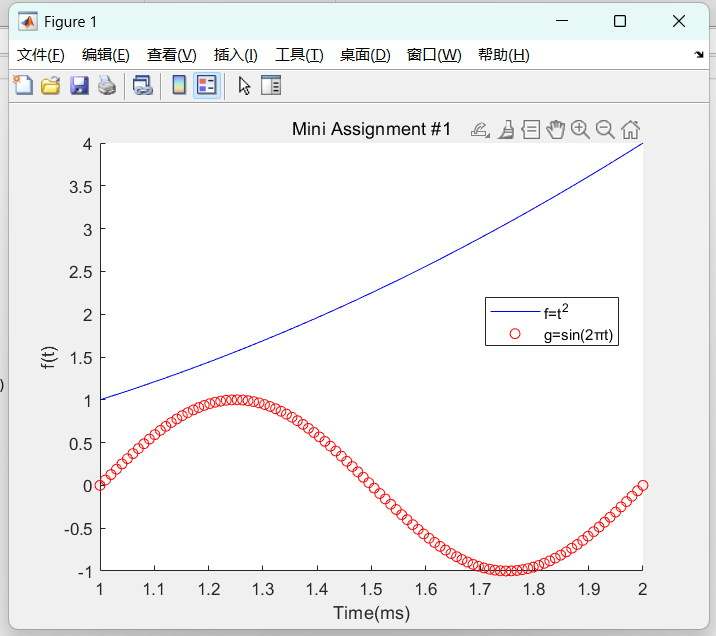 Figure 1
文件(F) 编辑(E) 查看(V) 插入(I) 工具(T) 桌面(D) 窗口(W) 帮助(H)
Mini Assignment #1
4
3.5
3
2.5
2
1.5
1
0.5
0
-0.5
-1
f(t)
f=t²
g=sin(2πt)
1 1.1 1.2 1.3 1.4 1.5 1.6 1.7 1.8 1.9 2
Time(ms)
)